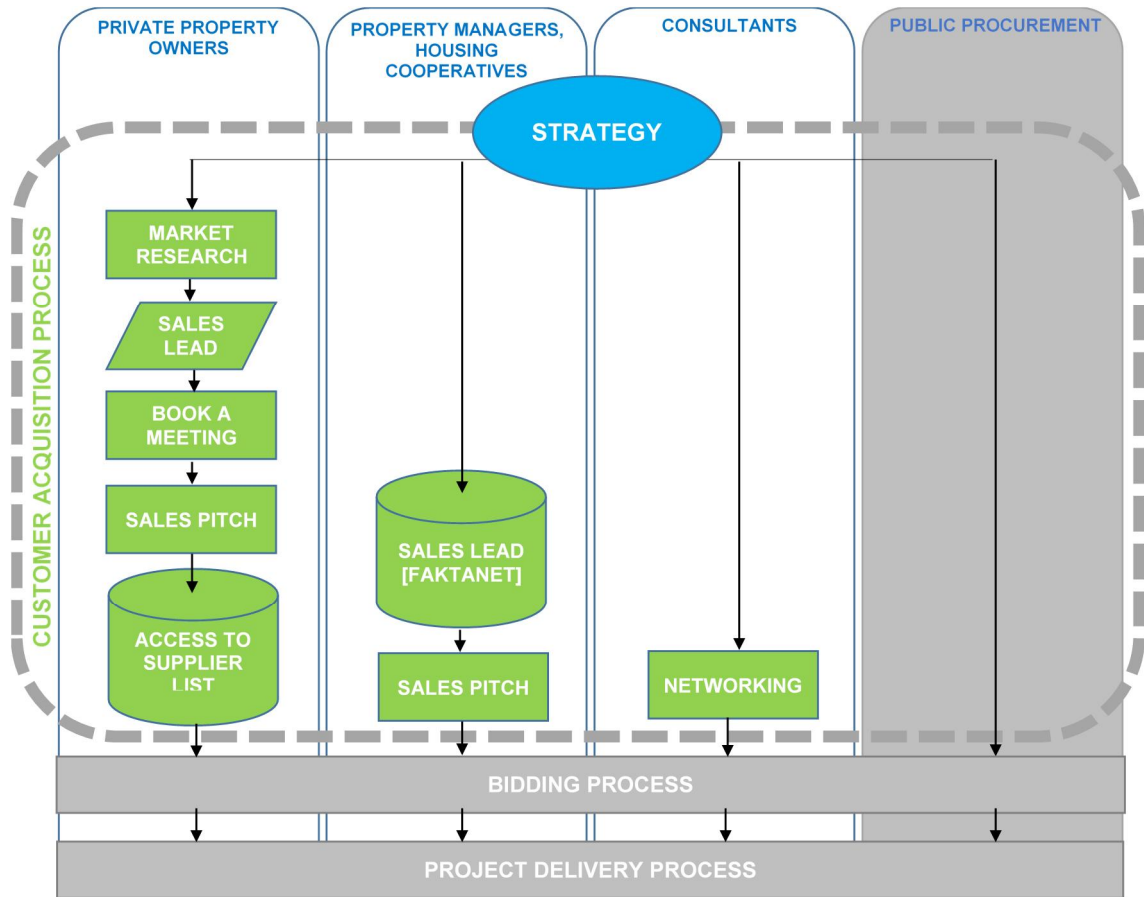 PRIVATE PROPERTY
OWNERS
PROPERTY MANAGERS,
HOUSING
COOPERATIVES
CONSULTANTS
PUBLIC PROCUREMENT
STRATEGY
CUSTOMER ACQUISITION PROCESS
MARKET
RESEARCH
SALES
LEAD
BOOK A
MEETING
SALES PITCH
ACCESS TO
SUPPLIER
LIST
SALES LEAD
[FAKTANET]
SALES PITCH
NETWORKING
BIDDING PROCESS
PROJECT DELIVERY PROCESS